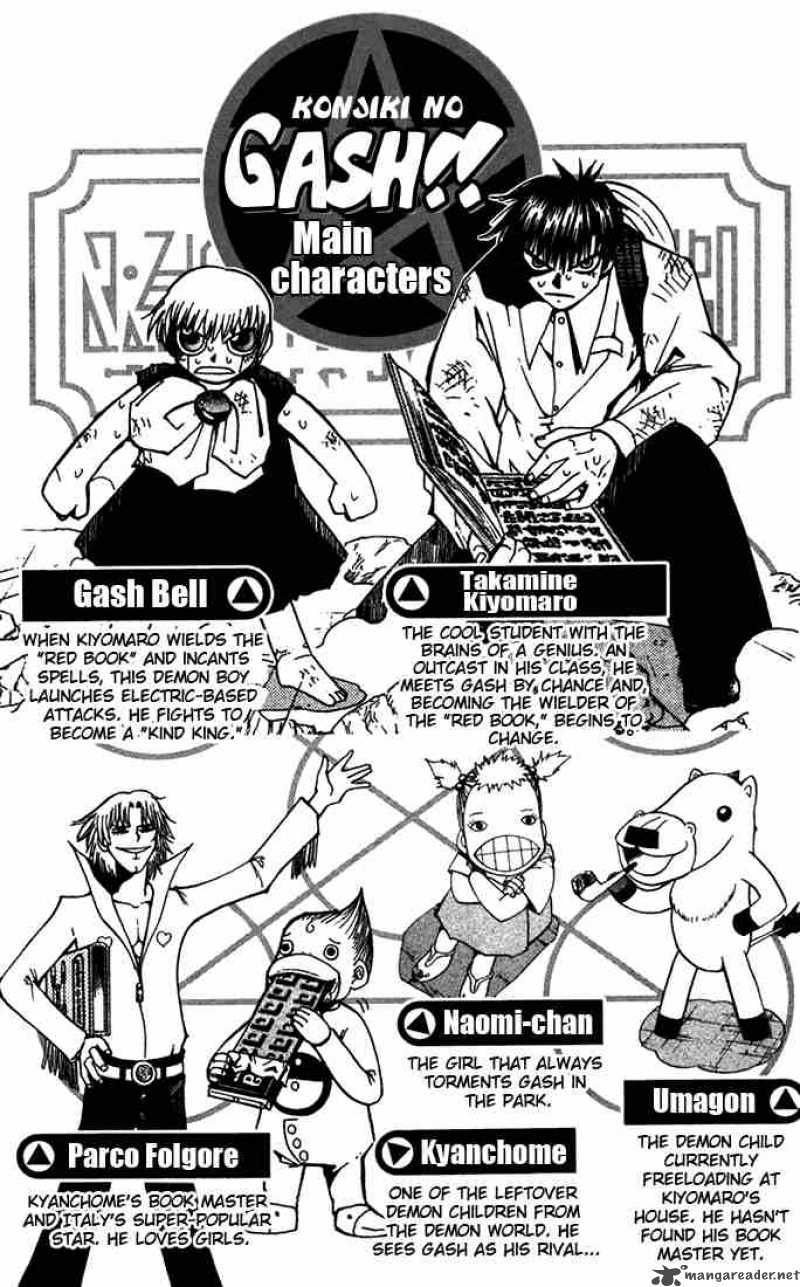 KONJIKI NO
GASH!!
Main
characters
Gash Bell
WHEN KIYOMARO WIELDS THE
"RED BOOK" AND INCANTS
SPELLS, THIS DEMON BOY
LAUNCHES ELECTRIC-BASED
ATTACKS. HE FIGHTS TO
BECOME A "KIND KING."
Takamine
Kiyomaro
THE COOL STUDENT WITH THE
BRAINS OF A GENIUS. AN
OUTCAST IN HIS CLASS, HE
MEETS GASH BY CHANCE AND,
BECOMING THE WIELDER OF
THE "RED BOOK," BEGINS TO
CHANGE.
Naomi-chan
THE GIRL THAT ALWAYS
TORMENTS GASH IN
THE PARK.
Umagon
THE DEMON CHILD
CURRENTLY
FREELOADING AT
KIYOMARO'S
HOUSE. HE HASN'T
FOUND HIS BOOK
MASTER YET.
Parco Folgore
KYANCHOME'S BOOK MASTER
AND ITALY'S SUPER-POPULAR
STAR. HE LOVES GIRLS.
Kyanchome
ONE OF THE LEFTOVER
DEMON CHILDREN FROM
THE DEMON WORLD. HE
SEES GASH AS HIS RIVAL...
mangareader.net